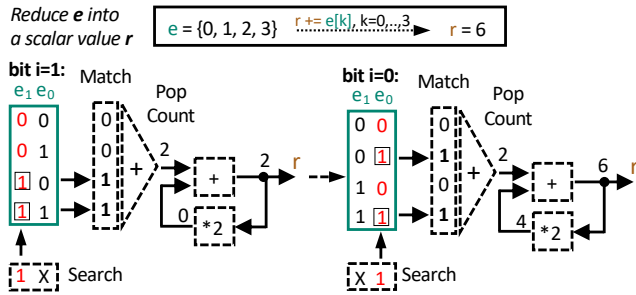 Reduce e into
a scalar value r
e = {0, 1, 2, 3} r += e[k], k=0,..,3 r = 6
bit i=1:
e1 e0
Match
Pop
Count
0 0
0 1
1 0
1 1
0
0
1
1
+
2
+
2
r
0
*2
1 X
Search
bit i=0:
e1 e0
Match
Pop
Count
0 0
0 1
1 0
1 1
0
1
0
1
+
2
+
6
r
4
*2
X 1
Search